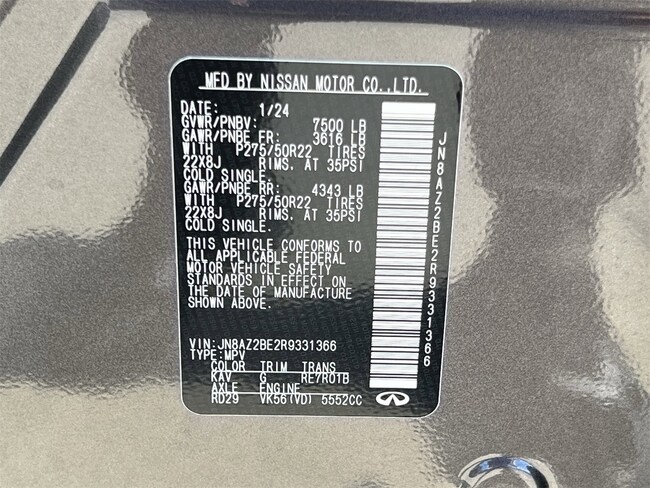 MFD BY NISSAN MOTOR CO.,LTD.
DATE: 1/24
GVWR/PNBV: 7500 LB
GAWR/PNBE FR: 3616 LB
WITH P275/50R22 TIRES
22X8J RIMS, AT 35PSI
COLD SINGLE.
GAWR/PNBE RR: 4343 LB
WITH P275/50R22 TIRES
22X8J RIMS, AT 35PSI
COLD SINGLE.
THIS VEHICLE CONFORMS TO
ALL APPLICABLE FEDERAL
MOTOR VEHICLE SAFETY
STANDARDS IN EFFECT ON
THE DATE OF MANUFACTURE
SHOWN ABOVE.
VIN:JN8AZ2BE2R9331366
TYPE:MPV
COLOR TRIM TRANS
KAV G RE7R01B
AXLE ENGINE
RD29 VK56(VD) 5552CC
JN8AZ2BE2R9331366